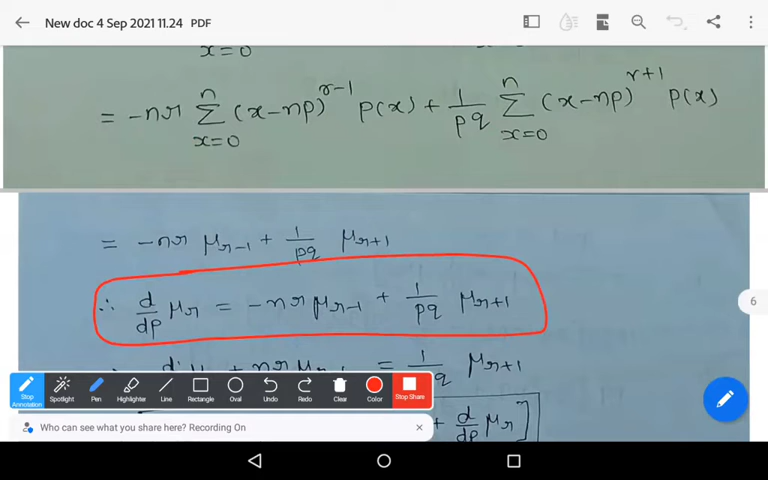 New doc 4 Sep 2021 11.24 PDF
x=0
= -nr Σ_{x=0}^{n} (x-np)^{r-1} p(x) + 1/pq Σ_{x=0}^{n} (x-np)^{r+1} p(x)
= -nr μ_{r-1} + 1/pq μ_{r+1}
∴ d/dp μ_r = -nr μ_{r-1} + 1/pq μ_{r+1}
6
= 1/pq μ_{r+1}
+ d/dp μ_r ]
Stop Annotation Spotlight Pen Highlighter Line Rectangle Oval Undo Redo Clear Color Stop Share
Who can see what you share here? Recording On